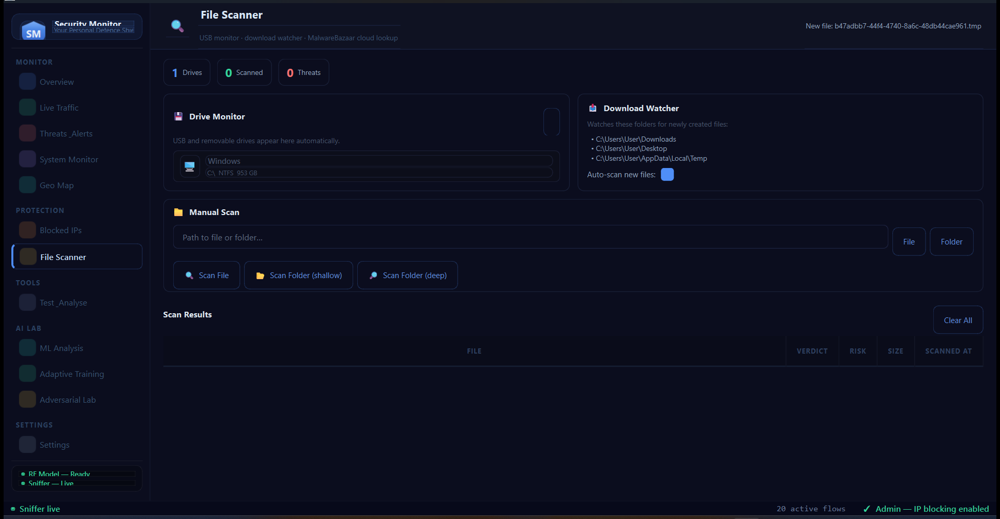 Security Monitor
Your Personal Defence Shie
SM
MONITOR
Overview
Live Traffic
Threats _Alerts
System Monitor
Geo Map
PROTECTION
Blocked IPs
File Scanner
TOOLS
Test _Analyse
AI LAB
ML Analysis
Adaptive Training
Adversarial Lab
SETTINGS
Settings
RF Model — Ready
Sniffer — Live
File Scanner
USB monitor · download watcher · MalwareBazaar cloud lookup
New file: b47adbb7-44f4-4740-8a6c-48db44cae961.tmp
1 Drives
0 Scanned
0 Threats
Drive Monitor
USB and removable drives appear here automatically.
Windows
C:\ NTFS 953 GB
Download Watcher
Watches these folders for newly created files:
• C:\Users\User\Downloads
• C:\Users\User\Desktop
• C:\Users\User\AppData\Local\Temp
Auto-scan new files:
Manual Scan
Path to file or folder...
File
Folder
Scan File
Scan Folder (shallow)
Scan Folder (deep)
Scan Results
Clear All
FILE VERDICT RISK SIZE SCANNED AT
Sniffer live
20 active flows
✓ Admin — IP blocking enabled